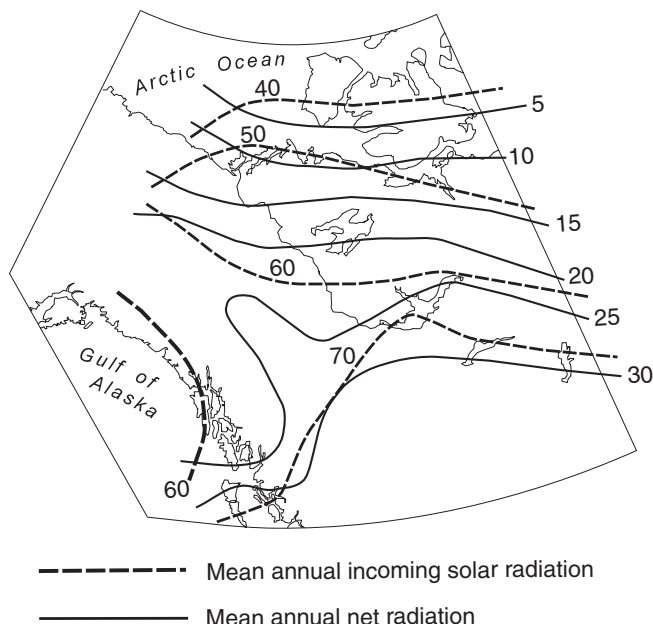 Arctic Ocean
40
5
50
10
15
20
60
25
70
Gulf of
Alaska
30
60
Mean annual incoming solar radiation
Mean annual net radiation